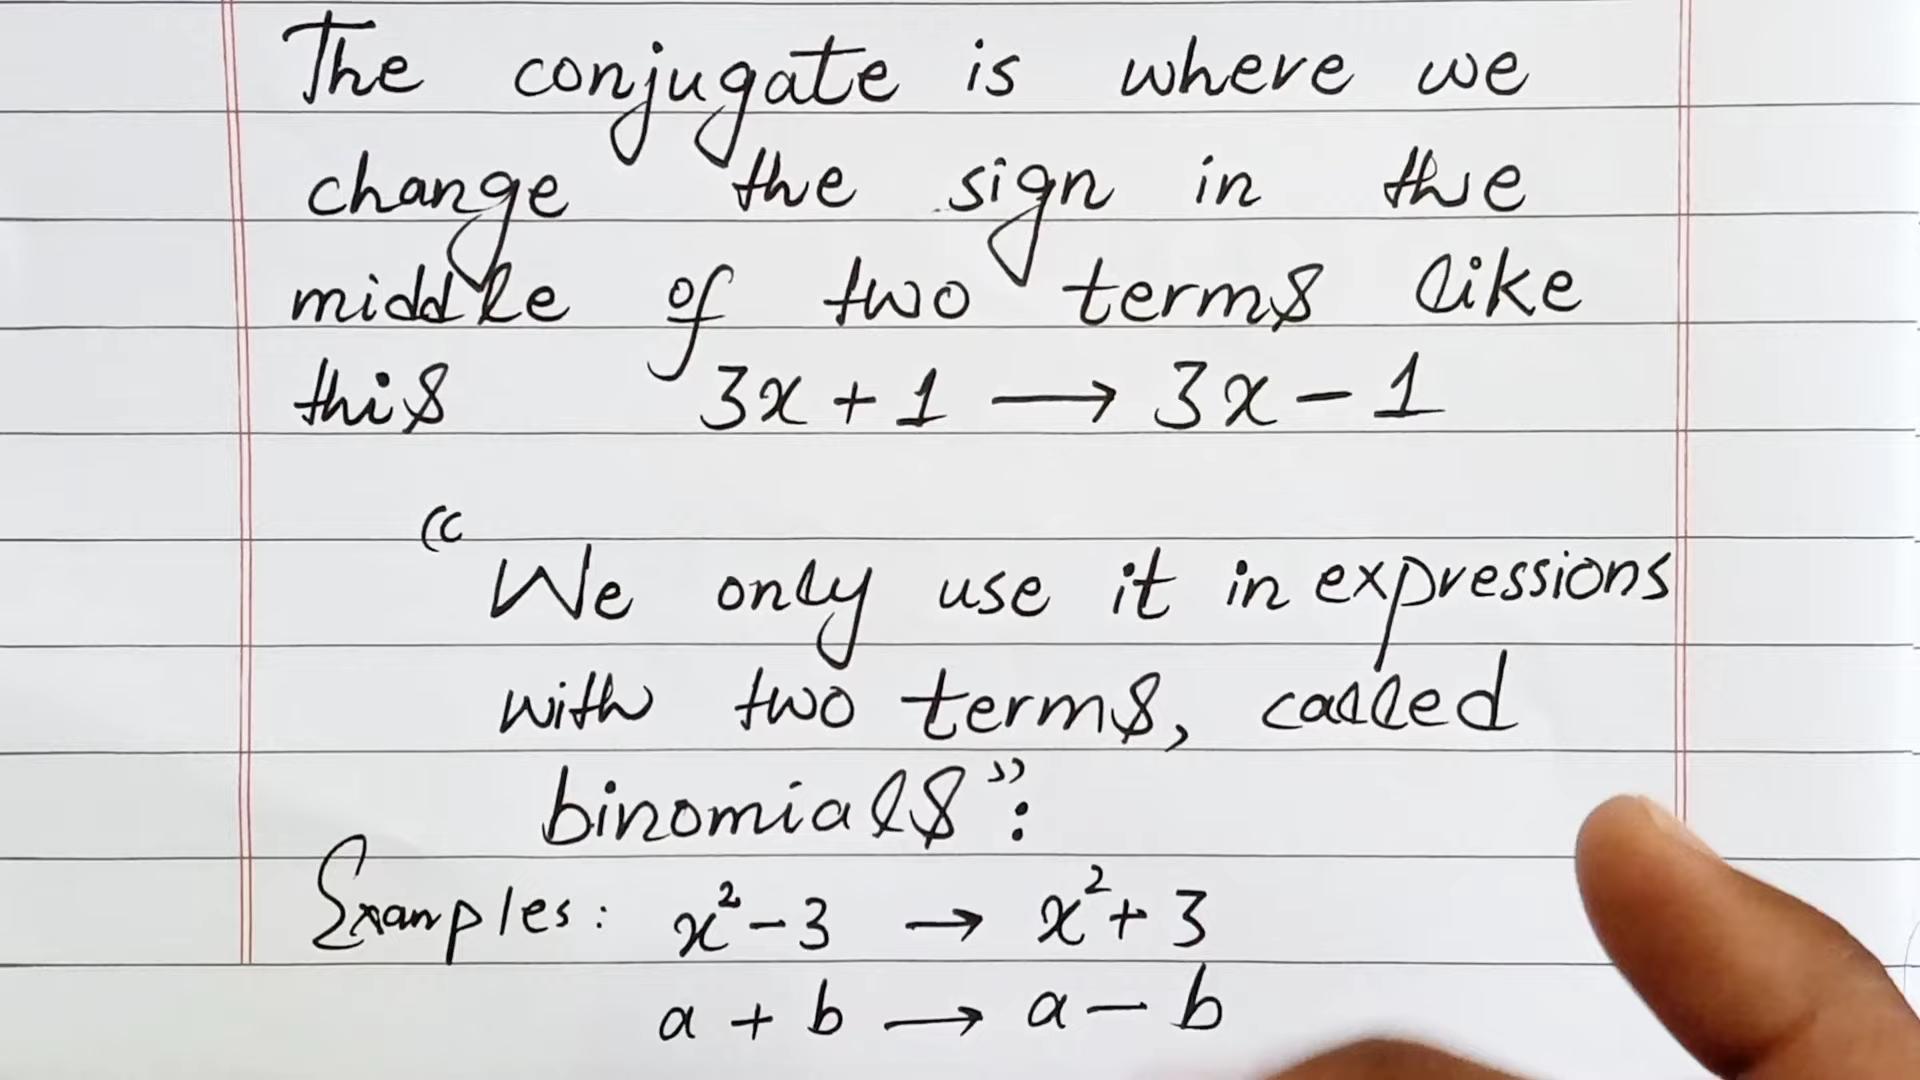 The conjugate is where we
change the sign in the
middle of two terms like
this 3x + 1 → 3x - 1
“We only use it in expressions
with two terms, called
binomials”:
Examples: x² - 3 → x² + 3
a + b → a - b